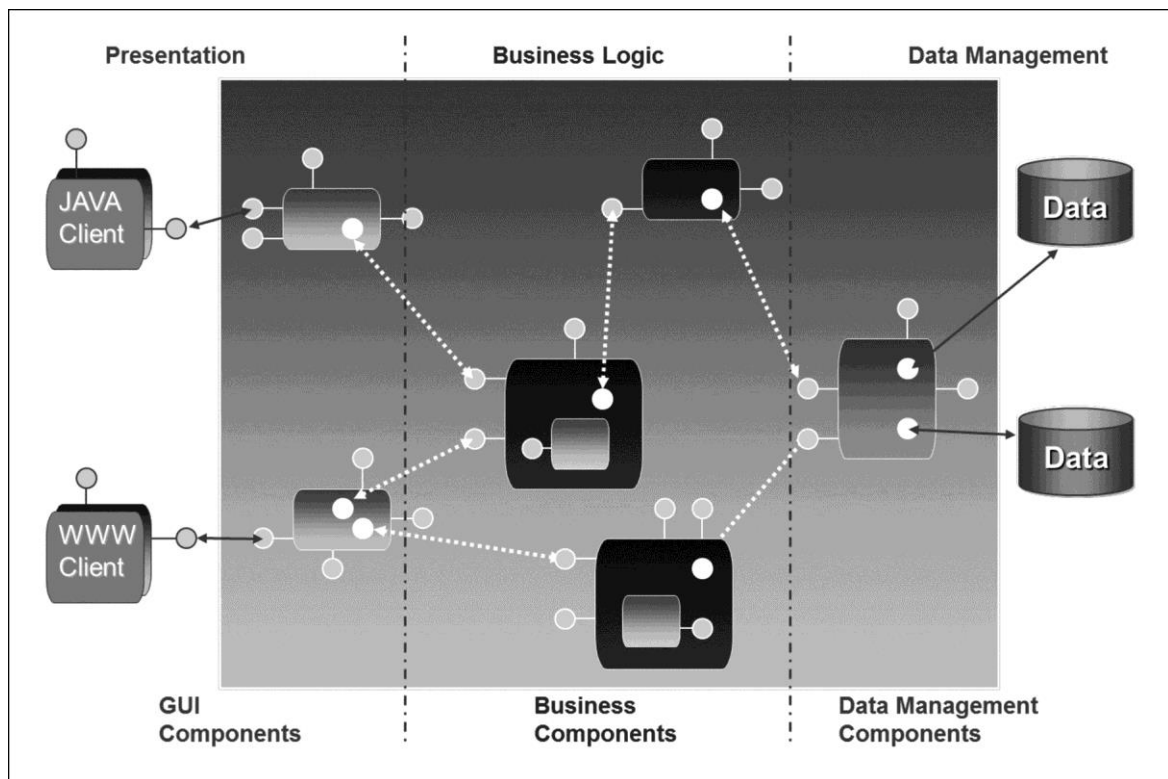 Presentation
Business Logic
Data Management
JAVA
Client
Data
Data
WWW
Client
GUI
Components
Business
Components
Data Management
Components